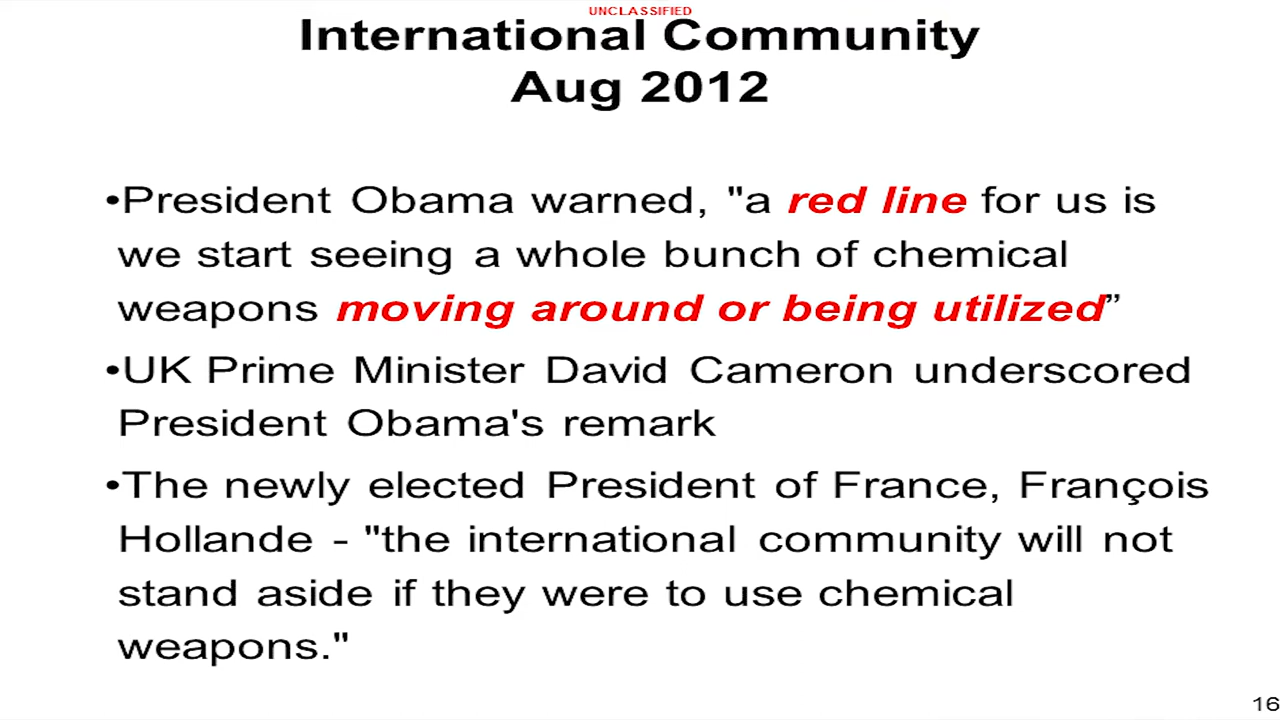 UNCLASSIFIED
International Community
Aug 2012
•President Obama warned, "a red line for us is
we start seeing a whole bunch of chemical
weapons moving around or being utilized”
•UK Prime Minister David Cameron underscored
President Obama's remark
•The newly elected President of France, François
Hollande - "the international community will not
stand aside if they were to use chemical
weapons."
16